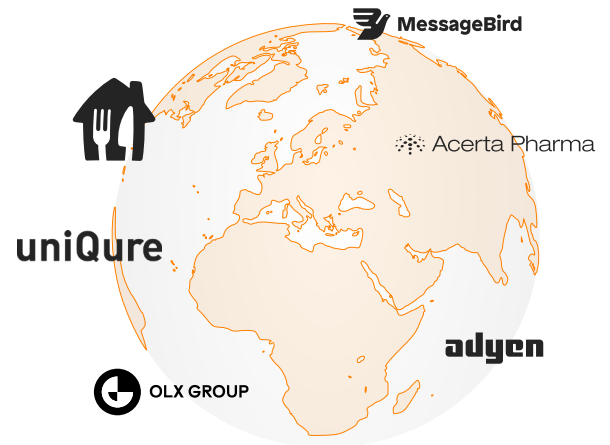 MessageBird
Acerta Pharma
uniQure
adyen
OLX GROUP